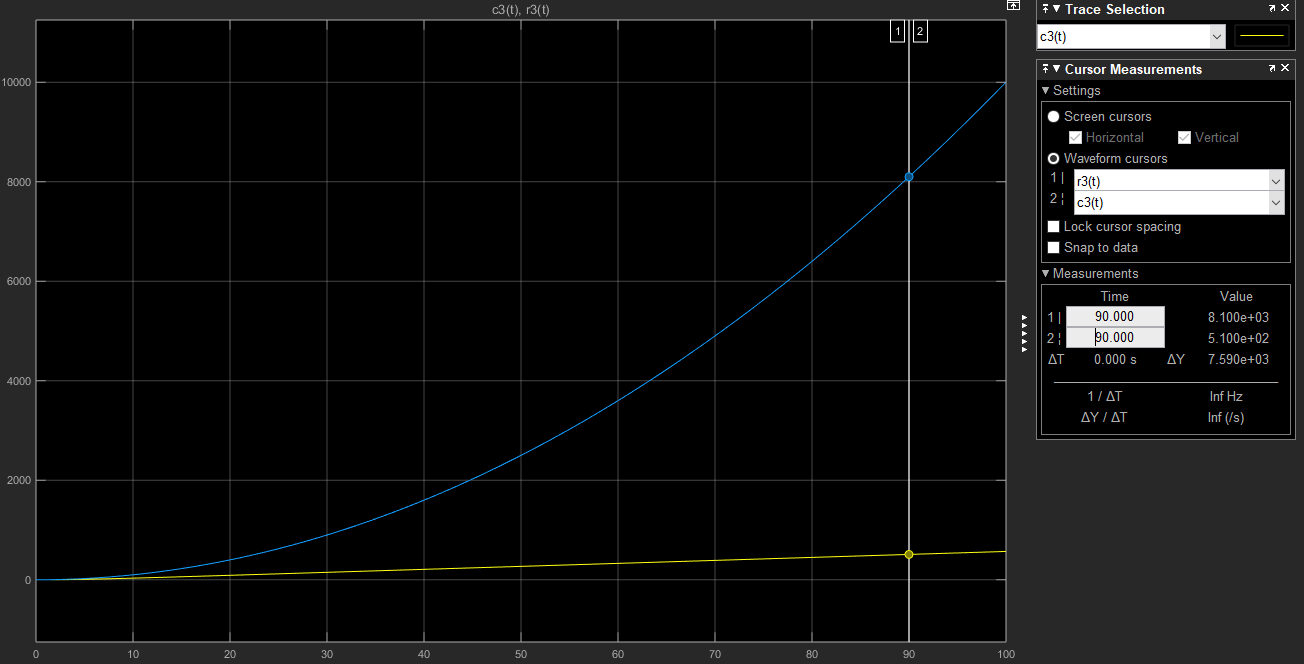 c3(t), r3(t)
1 2
10000
8000
6000
4000
2000
0
0 10 20 30 40 50 60 70 80 90 100
Trace Selection
c3(t)
Cursor Measurements
Settings
Screen cursors
Horizontal Vertical
Waveform cursors
1 | r3(t)
2 ¦ c3(t)
Lock cursor spacing
Snap to data
Measurements
Time Value
1 | 90.000 8.100e+03
2 ¦ 90.000 5.100e+02
ΔT 0.000 s ΔY 7.590e+03
1 / ΔT Inf Hz
ΔY / ΔT Inf (/s)